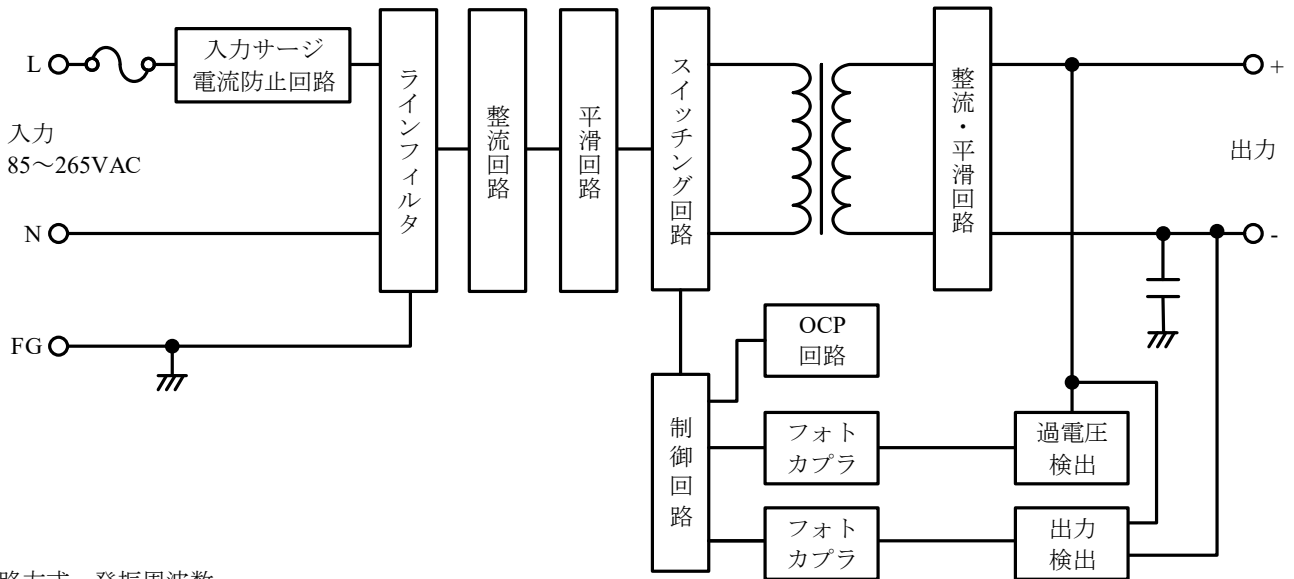 L
入力サージ
電流防止回路
入力
85～265VAC
N
FG
ラインフィルタ
整流回路
平滑回路
スイッチング回路
整流・平滑回路
+
出力
-
OCP
回路
制御回路
フォト
カプラ
過電圧
検出
フォト
カプラ
出力
検出